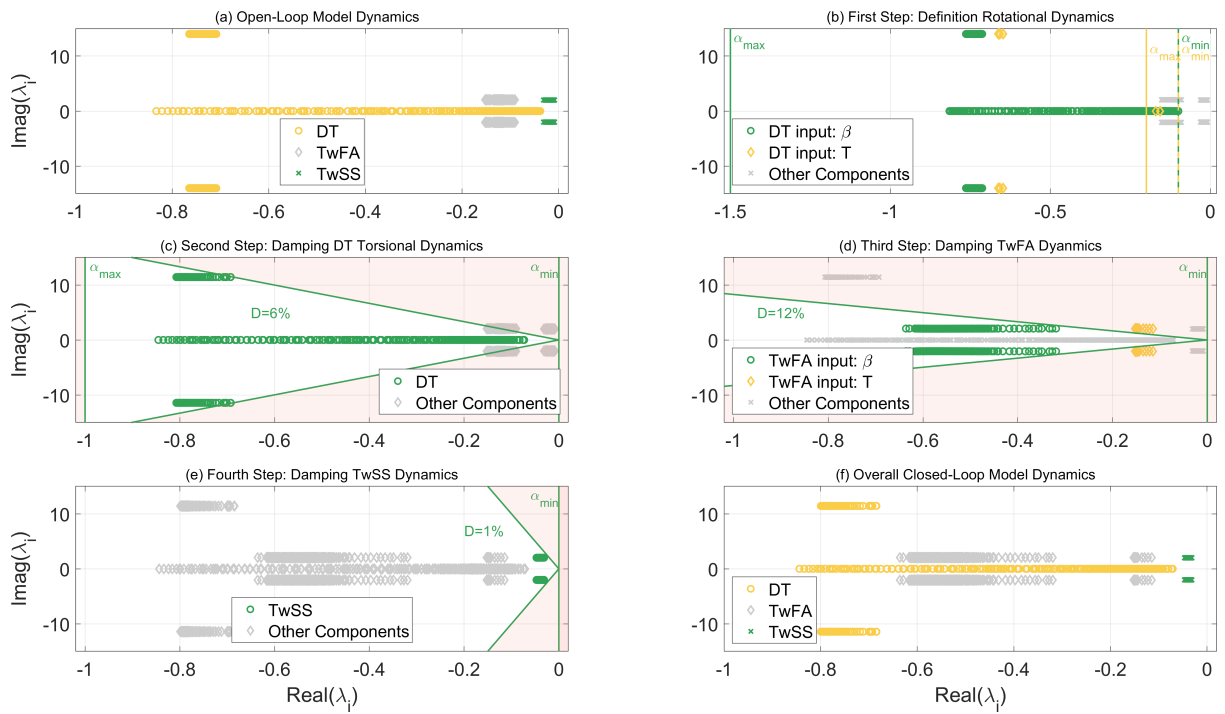 (a) Open-Loop Model Dynamics
Imag(λi)
10
0
-10
DT
TwFA
TwSS
-1
-0.8
-0.6
-0.4
-0.2
0
(b) First Step: Definition Rotational Dynamics
αmax
αmin
αmax
αmin
10
0
-10
DT input: β
DT input: T
Other Components
-1.5
-1
-0.5
0
(c) Second Step: Damping DT Torsional Dynamics
Imag(λi)
αmax
αmin
D=6%
10
0
-10
DT
Other Components
-1
-0.8
-0.6
-0.4
-0.2
0
(d) Third Step: Damping TwFA Dyanmics
αmin
D=12%
10
0
-10
TwFA input: β
TwFA input: T
Other Components
-1
-0.8
-0.6
-0.4
-0.2
0
(e) Fourth Step: Damping TwSS Dynamics
Imag(λi)
αmin
D=1%
10
0
-10
TwSS
Other Components
-1
-0.8
-0.6
-0.4
-0.2
0
Real(λi)
(f) Overall Closed-Loop Model Dynamics
10
0
-10
DT
TwFA
TwSS
-1
-0.8
-0.6
-0.4
-0.2
0
Real(λi)